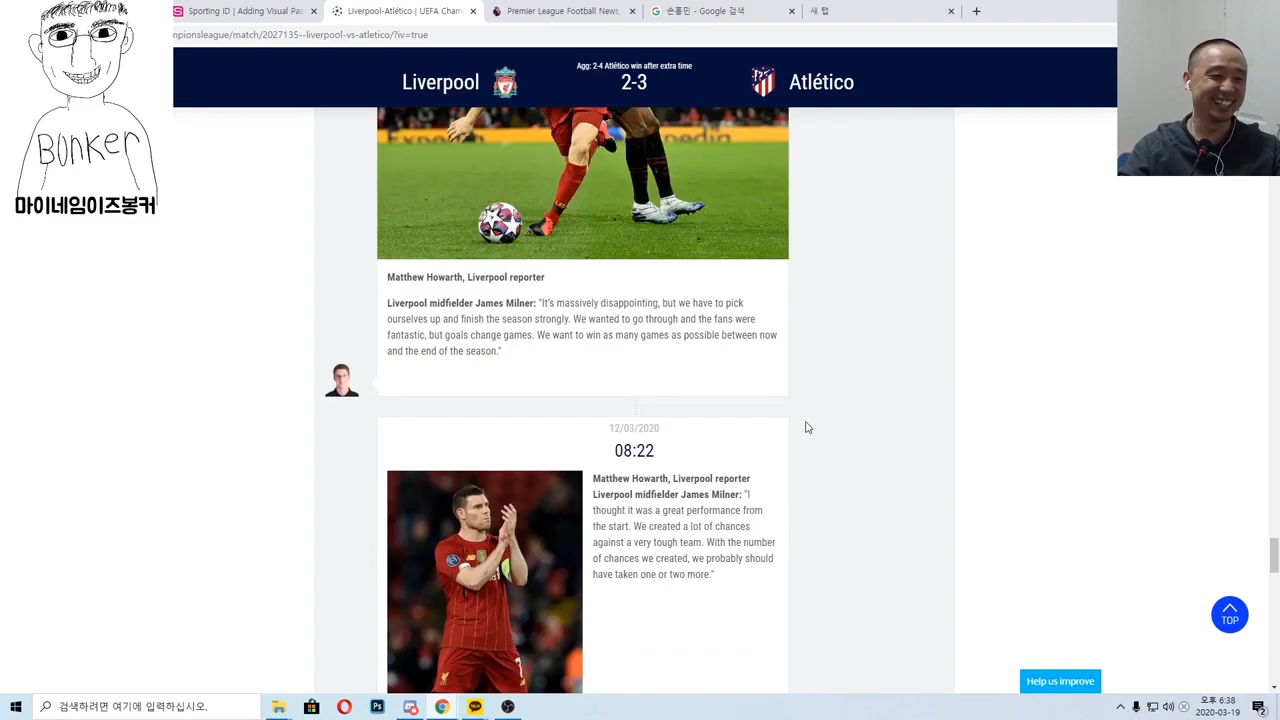 Sporting ID | Adding Visual Pas
Liverpool-Atlético | UEFA Cham
Premier League Football News,
손흥민 - Google 검색
새 탭
mpionsleague/match/2027135--liverpool-vs-atletico/?iv=true
Agg: 2-4 Atlético win after extra time
Liverpool 2-3 Atlético
BONKER
마이네임이즈봉커
Matthew Howarth, Liverpool reporter
Liverpool midfielder James Milner: "It's massively disappointing, but we have to pick
ourselves up and finish the season strongly. We wanted to go through and the fans were
fantastic, but goals change games. We want to win as many games as possible between now
and the end of the season."
12/03/2020
08:22
Matthew Howarth, Liverpool reporter
Liverpool midfielder James Milner: "I
thought it was a great performance from
the start. We created a lot of chances
against a very tough team. With the number
of chances we created, we probably should
have taken one or two more."
7
TOP
Help us improve
검색하려면 여기에 입력하십시오.
오후 6:38
2020-03-19